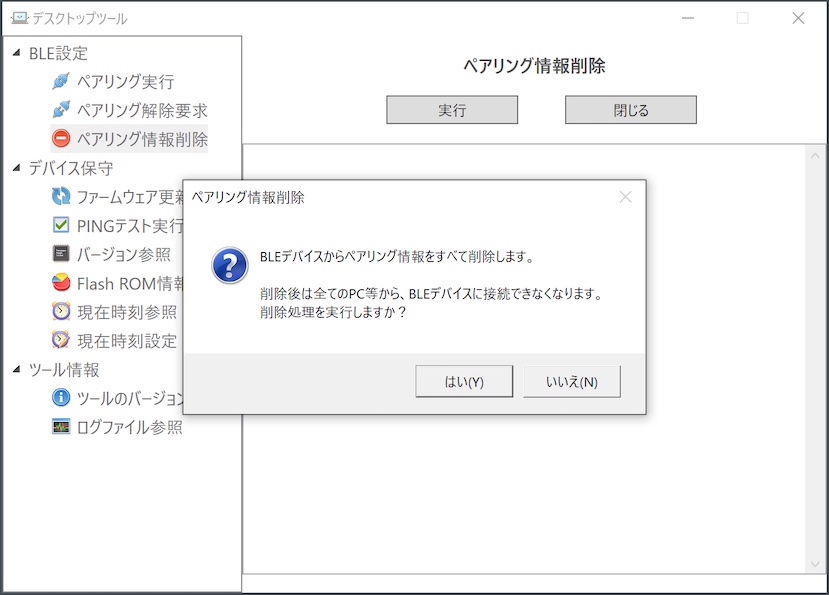 デスクトップツール
BLE設定
ペアリング実行
ペアリング解除要求
ペアリング情報削除
デバイス保守
ファームウェア更新
PINGテスト実行
バージョン参照
Flash ROM情報
現在時刻参照
現在時刻設定
ツール情報
ツールのバージョン
ログファイル参照
ペアリング情報削除
実行
閉じる
ペアリング情報削除
BLEデバイスからペアリング情報をすべて削除します。
削除後は全てのPC等から、BLEデバイスに接続できなくなります。
削除処理を実行しますか？
はい(Y)
いいえ(N)